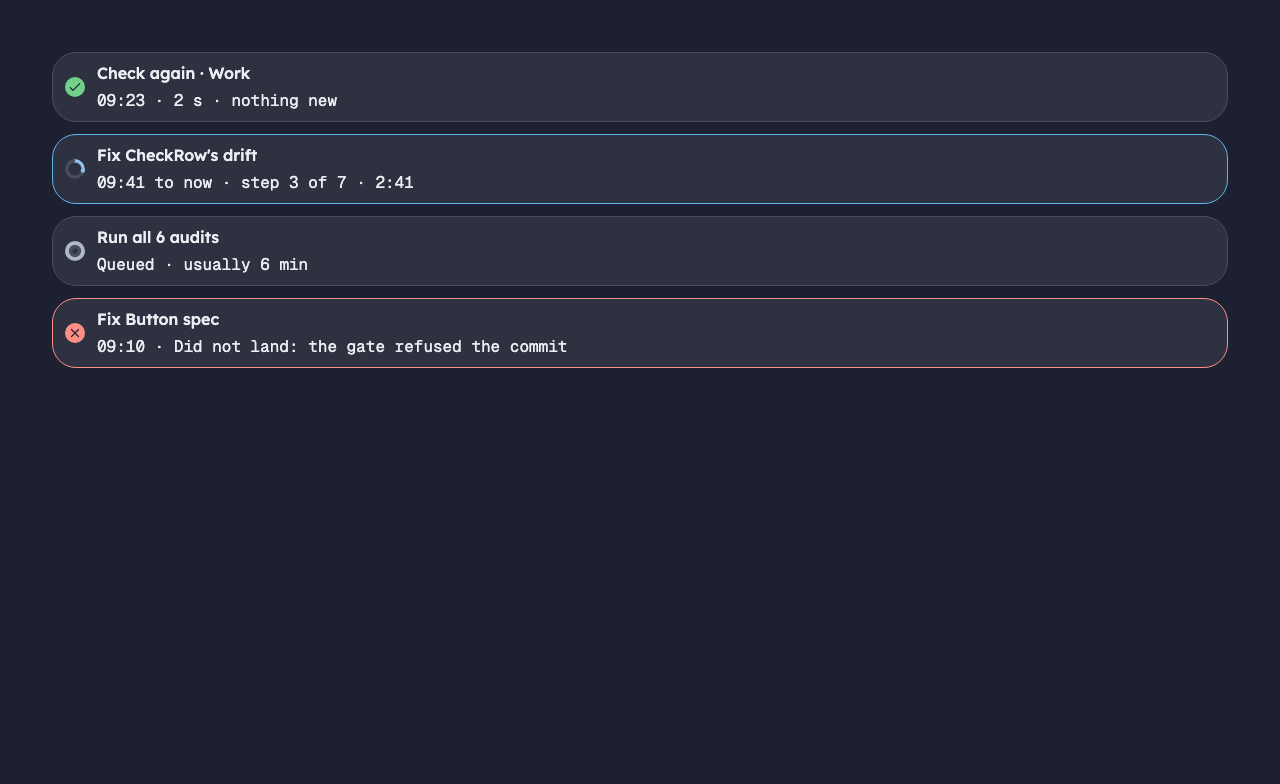 Check again · Work
09:23 · 2 s · nothing new
Fix CheckRow's drift
09:41 to now · step 3 of 7 · 2:41
Run all 6 audits
Queued · usually 6 min
Fix Button spec
09:10 · Did not land: the gate refused the commit